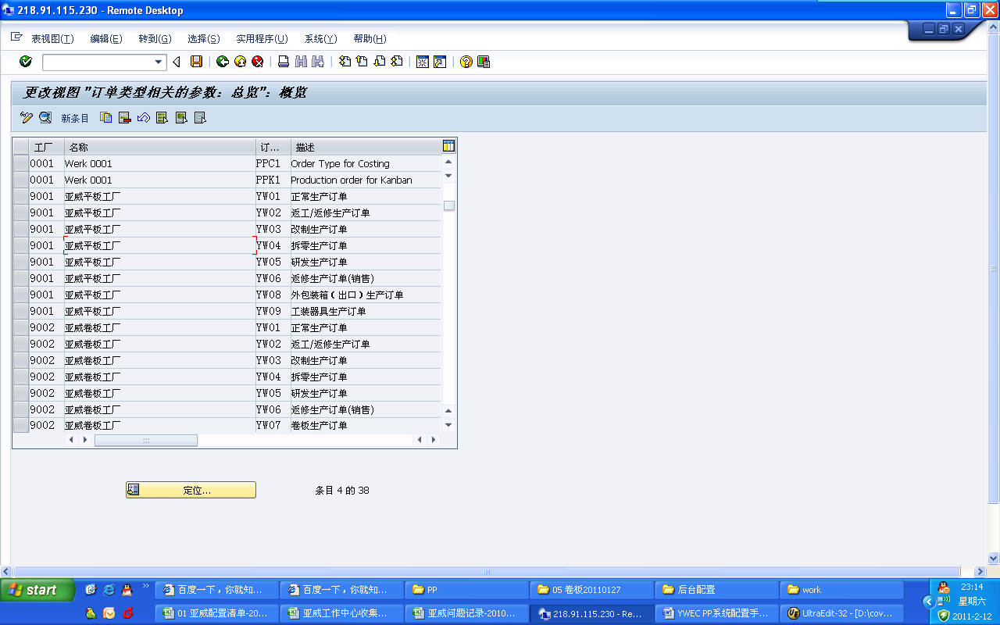 218.91.115.230 - Remote Desktop
表视图(T) 编辑(E) 转到(G) 选择(S) 实用程序(U) 系统(Y) 帮助(H)
更改视图 "订单类型相关的参数: 总览": 概览
新条目
工厂 名称 订... 描述
0001 Werk 0001 PPC1 Order Type for Costing
0001 Werk 0001 PPK1 Production order for Kanban
9001 亚威平板工厂 YW01 正常生产订单
9001 亚威平板工厂 YW02 返工/返修生产订单
9001 亚威平板工厂 YW03 改制生产订单
9001 亚威平板工厂 YW04 拆零生产订单
9001 亚威平板工厂 YW05 研发生产订单
9001 亚威平板工厂 YW06 返修生产订单(销售)
9001 亚威平板工厂 YW08 外包装箱(出口)生产订单
9001 亚威平板工厂 YW09 工装器具生产订单
9002 亚威卷板工厂 YW01 正常生产订单
9002 亚威卷板工厂 YW02 返工/返修生产订单
9002 亚威卷板工厂 YW03 改制生产订单
9002 亚威卷板工厂 YW04 拆零生产订单
9002 亚威卷板工厂 YW05 研发生产订单
9002 亚威卷板工厂 YW06 返修生产订单(销售)
9002 亚威卷板工厂 YW07 卷板生产订单
定位... 条目 4 的 38
start 百度一下，你就知... 百度一下，你就知... PP 05 卷板20110127 后台配置 work 23:14
星期六
01 亚威配置清单-20... 亚威工作中心收集... 亚威问题记录-2010... 218.91.115.230 - Re... YWEC PP系统配置手... UltraEdit-32 - [D:\cov... 2011-2-12